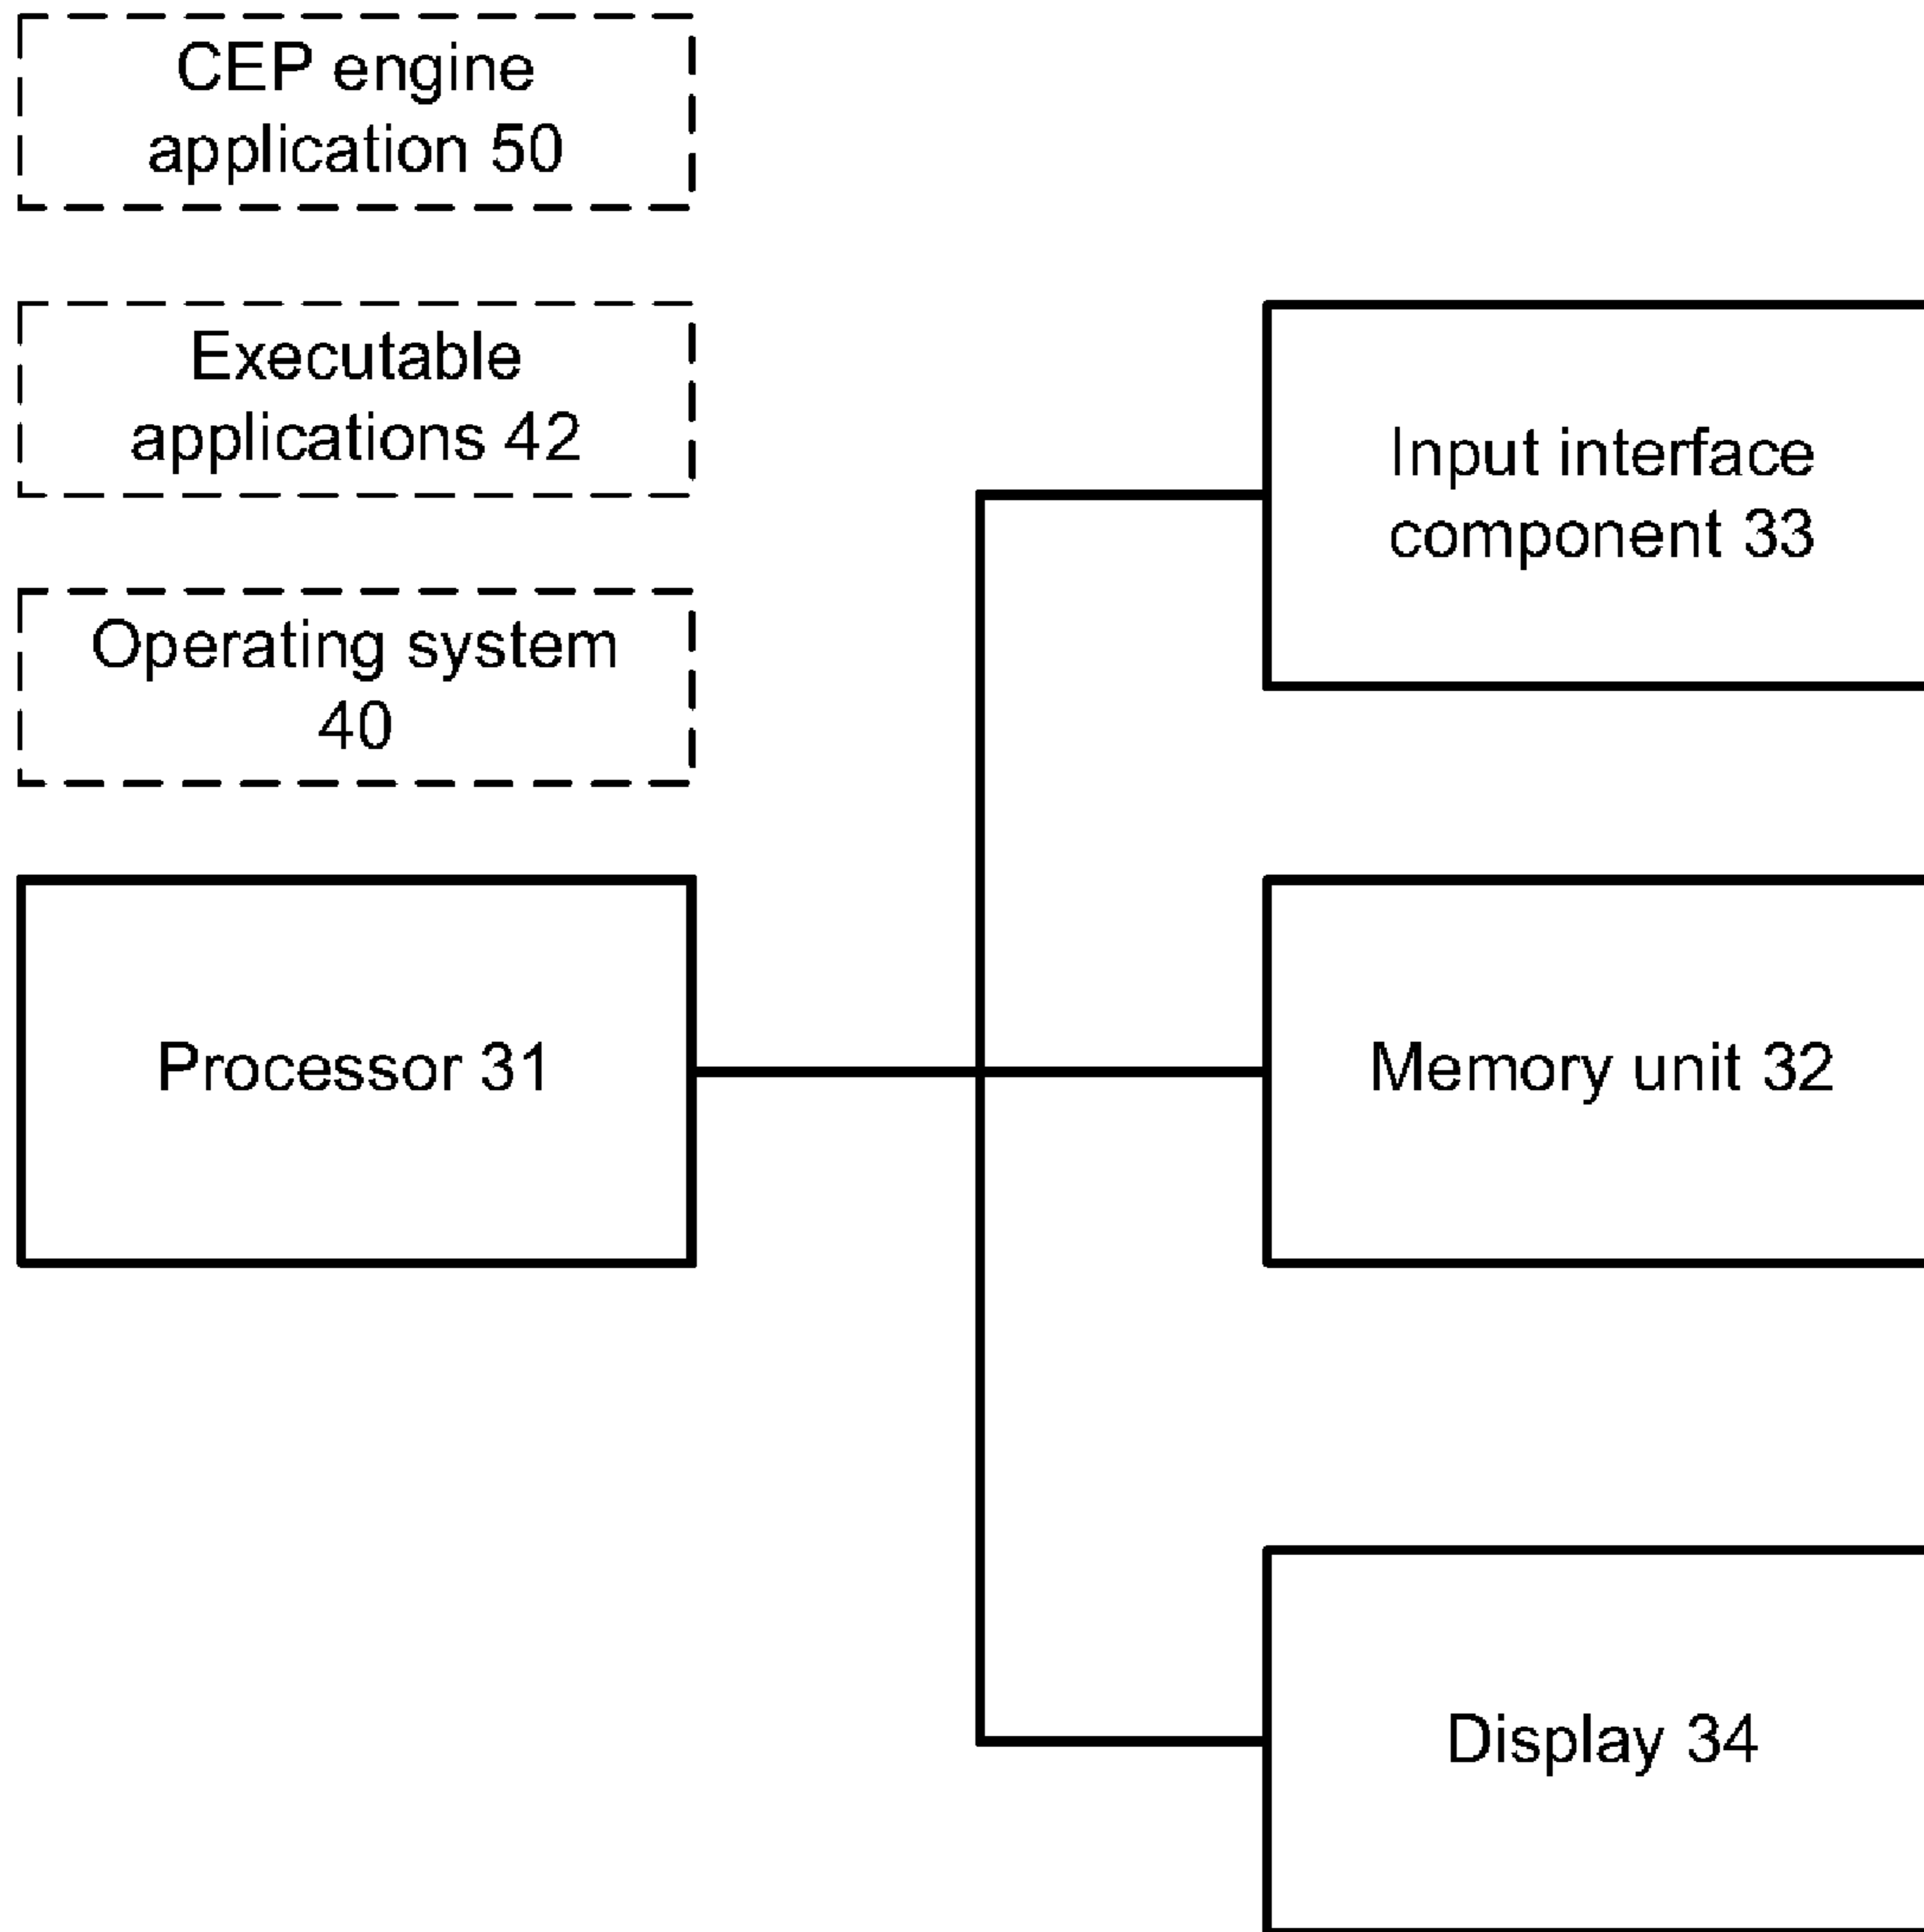 CEP engine
application 50
Executable
applications 42
Operating system
40
Processor 31
Input interface
component 33
Memory unit 32
Display 34